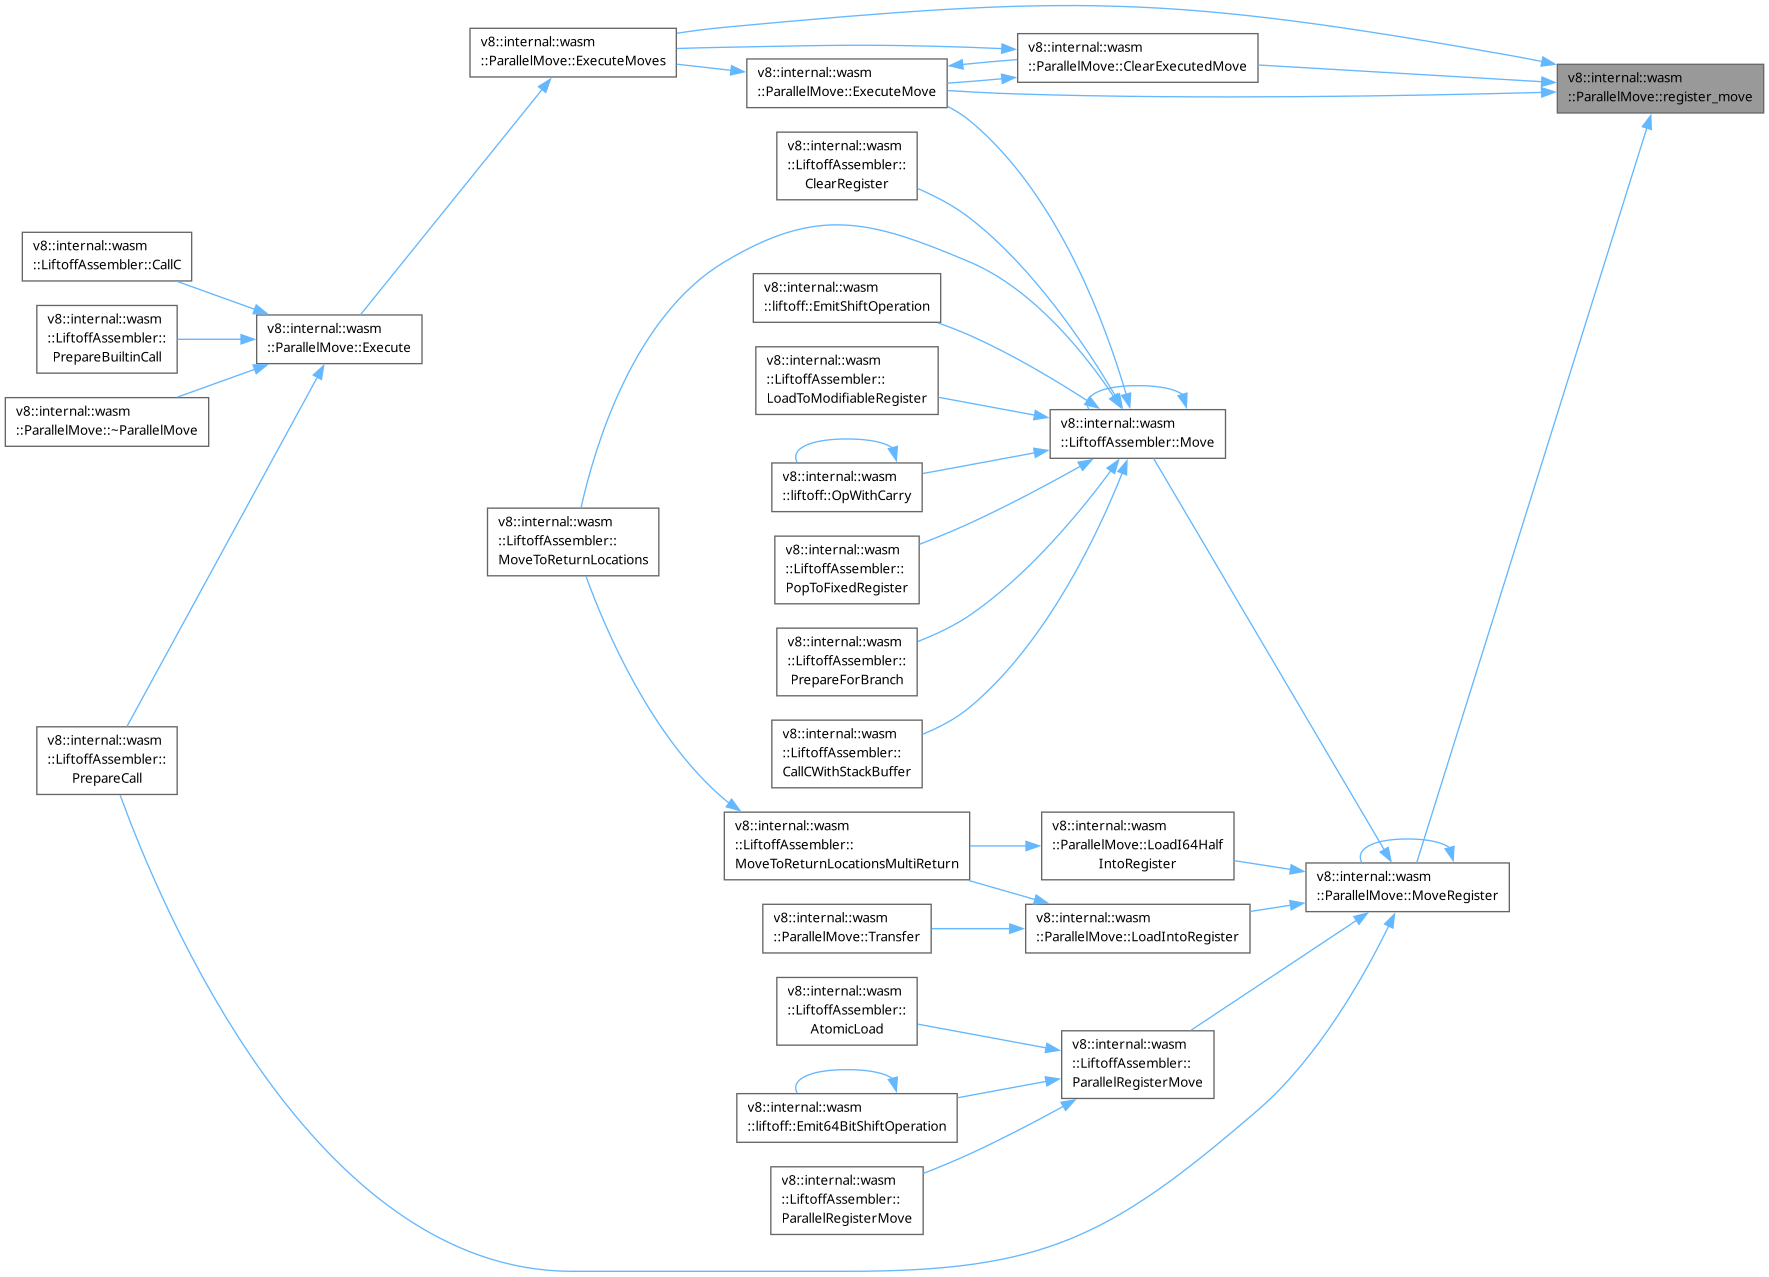 v8::internal::wasm
::ParallelMove::ExecuteMoves
v8::internal::wasm
::ParallelMove::ClearExecutedMove
v8::internal::wasm
::ParallelMove::ExecuteMove
v8::internal::wasm
::ParallelMove::register_move
v8::internal::wasm
::LiftoffAssembler::
ClearRegister
v8::internal::wasm
::LiftoffAssembler::CallC
v8::internal::wasm
::liftoff::EmitShiftOperation
v8::internal::wasm
::LiftoffAssembler::
PrepareBuiltinCall
v8::internal::wasm
::ParallelMove::Execute
v8::internal::wasm
::LiftoffAssembler::
LoadToModifiableRegister
v8::internal::wasm
::ParallelMove::~ParallelMove
v8::internal::wasm
::LiftoffAssembler::Move
v8::internal::wasm
::liftoff::OpWithCarry
v8::internal::wasm
::LiftoffAssembler::
MoveToReturnLocations
v8::internal::wasm
::LiftoffAssembler::
PopToFixedRegister
v8::internal::wasm
::LiftoffAssembler::
PrepareForBranch
v8::internal::wasm
::LiftoffAssembler::
CallCWithStackBuffer
v8::internal::wasm
::LiftoffAssembler::
PrepareCall
v8::internal::wasm
::LiftoffAssembler::
MoveToReturnLocationsMultiReturn
v8::internal::wasm
::ParallelMove::LoadI64Half
IntoRegister
v8::internal::wasm
::ParallelMove::MoveRegister
v8::internal::wasm
::ParallelMove::Transfer
v8::internal::wasm
::ParallelMove::LoadIntoRegister
v8::internal::wasm
::LiftoffAssembler::
AtomicLoad
v8::internal::wasm
::LiftoffAssembler::
ParallelRegisterMove
v8::internal::wasm
::liftoff::Emit64BitShiftOperation
v8::internal::wasm
::LiftoffAssembler::
ParallelRegisterMove